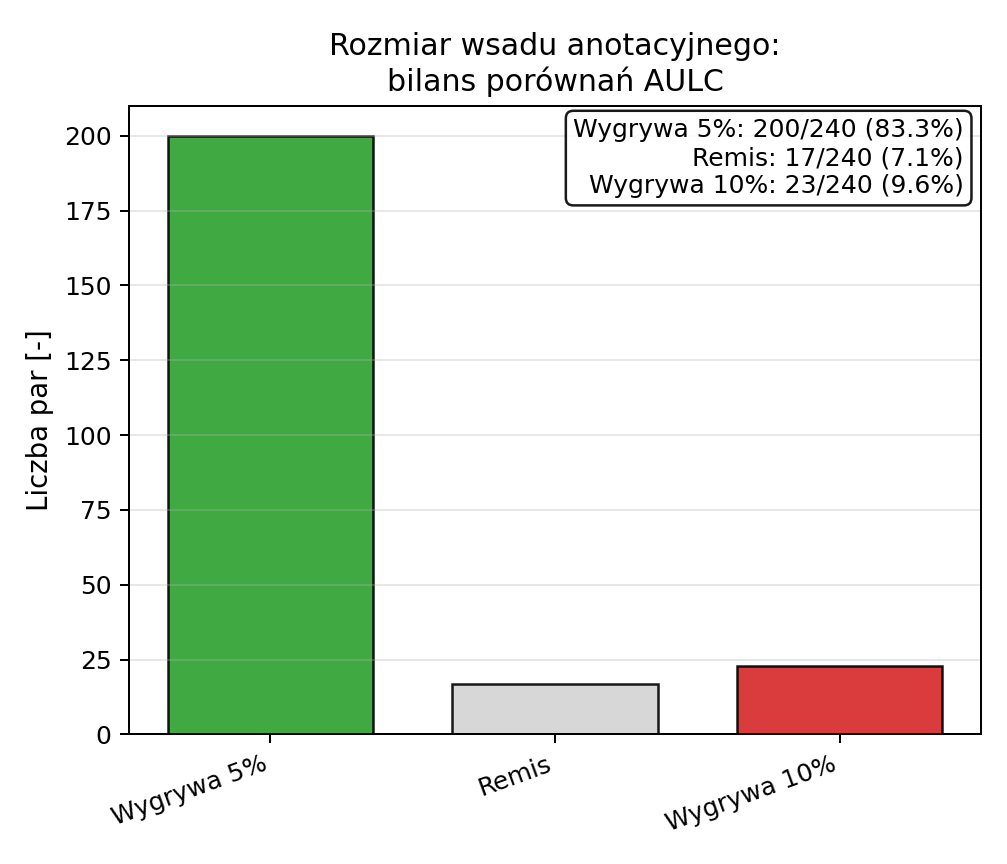 Rozmiar wsadu anotacyjnego:
bilans porównań AULC
Wygrywa 5%: 200/240 (83.3%)
Remis: 17/240 (7.1%)
Wygrywa 10%: 23/240 (9.6%)
Liczba par [-]
200
175
150
125
100
75
50
25
0
Wygrywa 5%
Remis
Wygrywa 10%